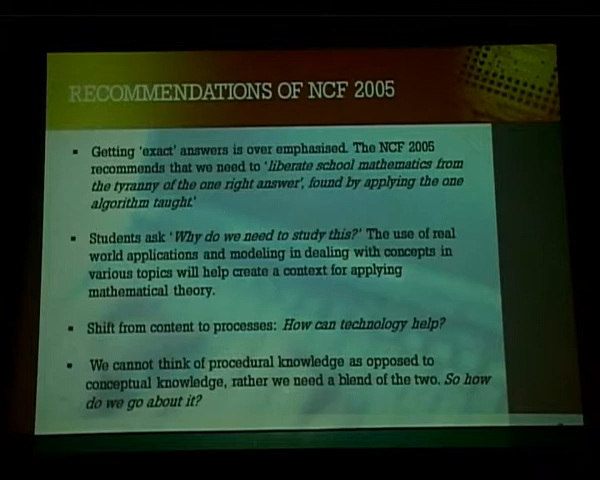 RECOMMENDATIONS OF NCF 2005
▪ Getting 'exact' answers is over emphasised. The NCF 2005
recommends that we need to 'liberate school mathematics from
the tyranny of the one right answer', found by applying the one
algorithm taught.'
▪ Students ask 'Why do we need to study this?' The use of real
world applications and modeling in dealing with concepts in
various topics will help create a context for applying
mathematical theory.
▪ Shift from content to processes: How can technology help?
▪ We cannot think of procedural knowledge as opposed to
conceptual knowledge, rather we need a blend of the two. So how
do we go about it?